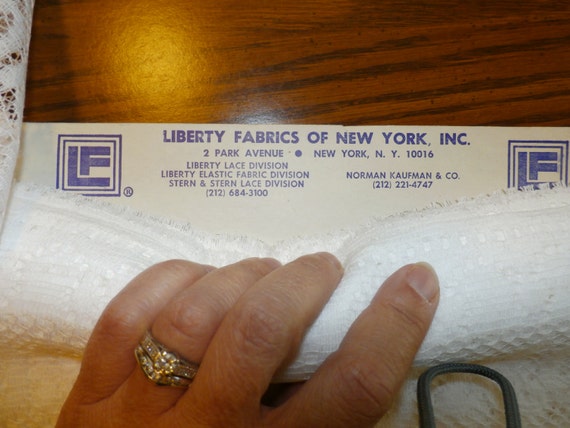 LIBERTY FABRICS OF NEW YORK, INC.
2 PARK AVENUE • NEW YORK, N. Y. 10016
LIBERTY LACE DIVISION
LIBERTY ELASTIC FABRIC DIVISION
STERN & STERN LACE DIVISION
(212) 684-3100
NORMAN KAUFMAN & CO.
(212) 221-4747
LF ®
LF